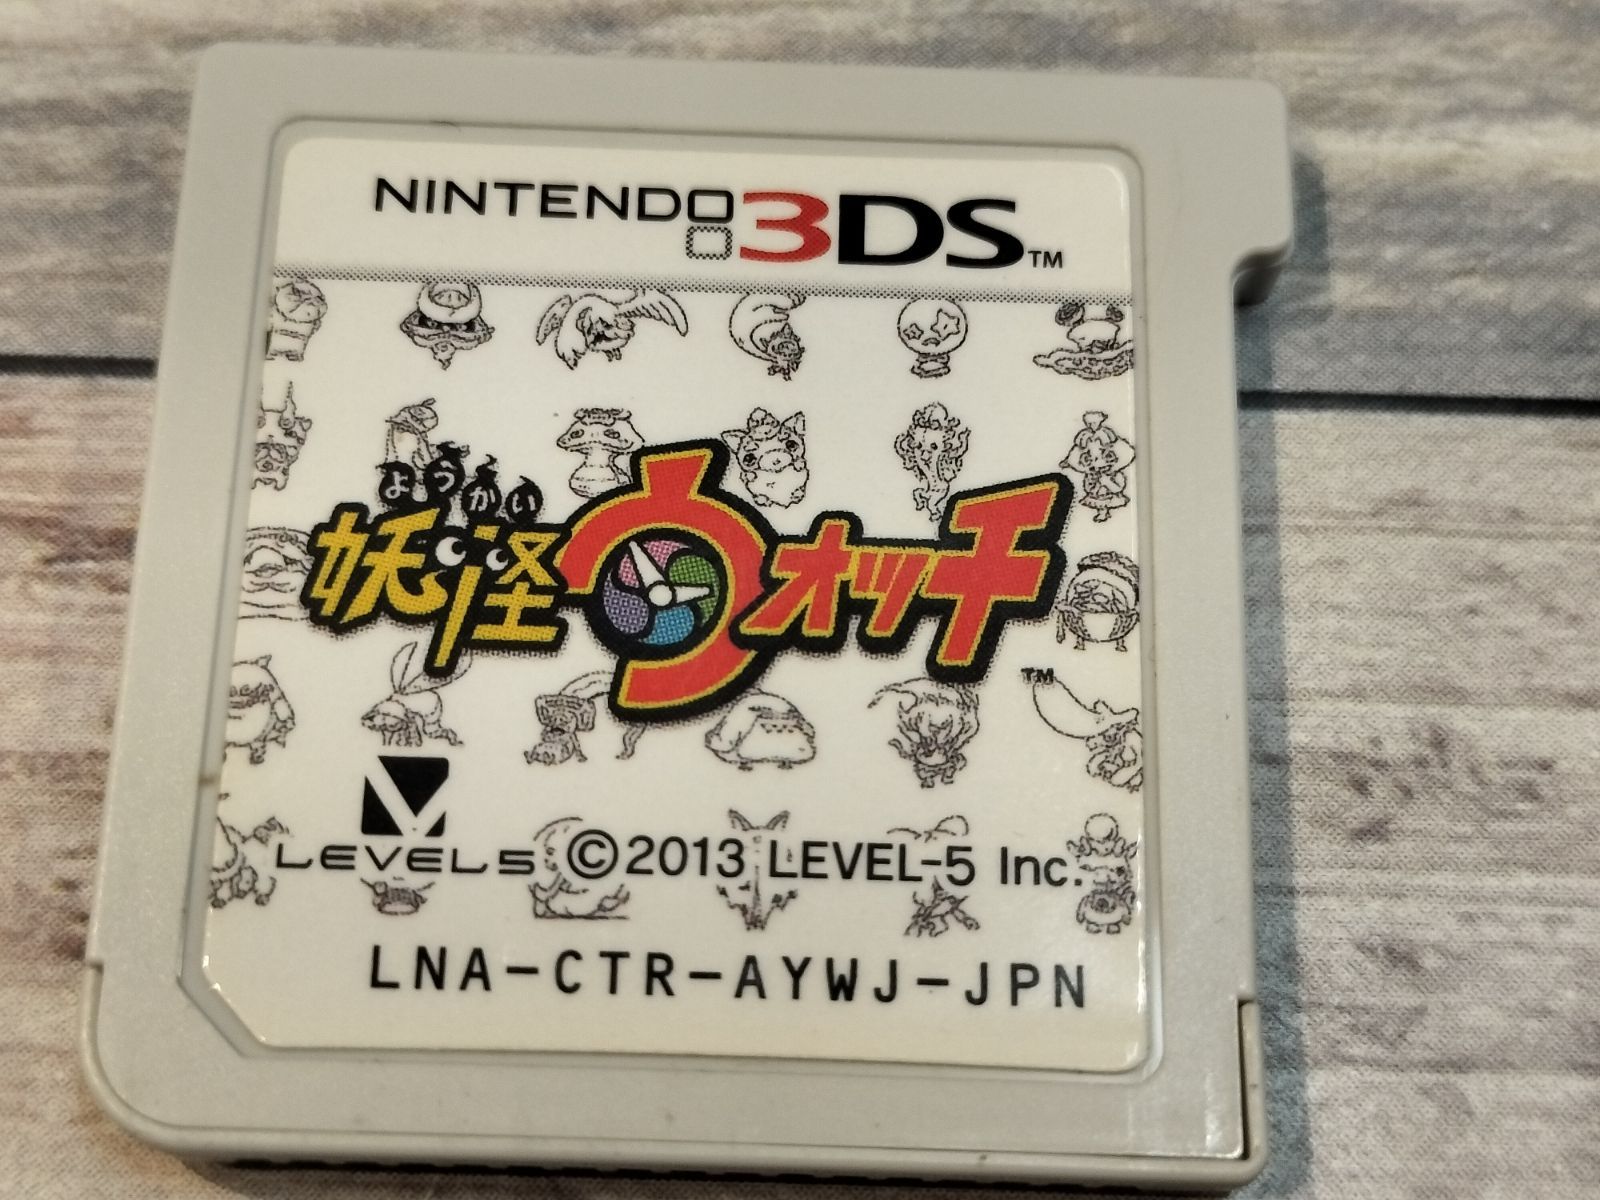 NINTENDO 3DS™
ようかい
妖怪ウォッチ
TM
LEVEL5 ©2013 LEVEL-5 Inc.
LNA-CTR-AYWJ-JPN